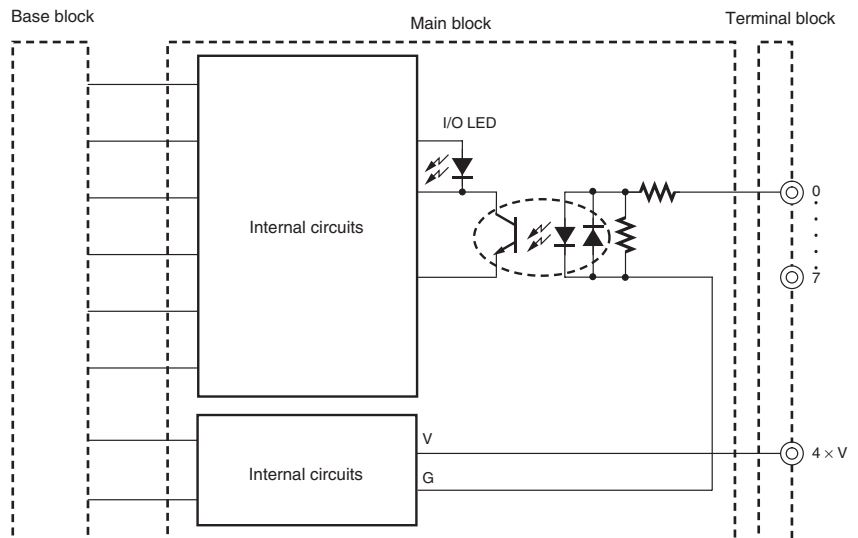 Base block
Main block
Terminal block
I/O LED
Internal circuits
0
7
Internal circuits
V
G
4 × V